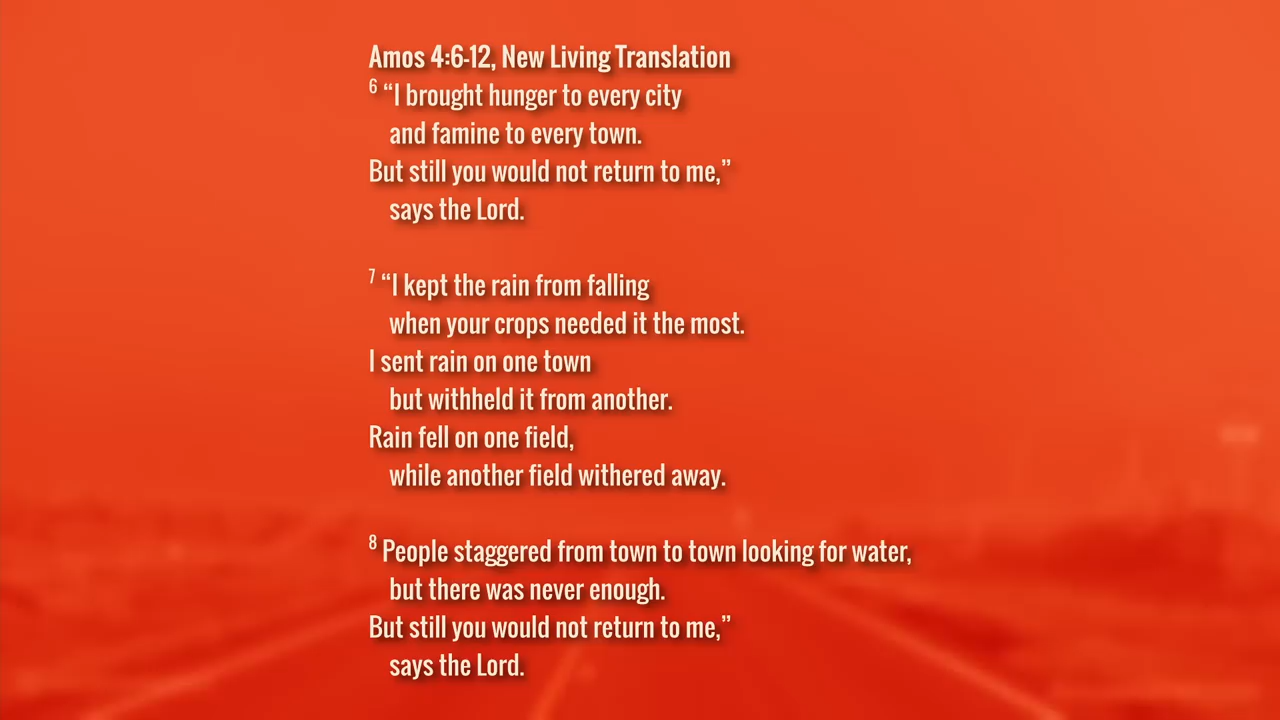 Amos 4:6-12, New Living Translation
6 “I brought hunger to every city
and famine to every town.
But still you would not return to me,”
says the Lord.
7 “I kept the rain from falling
when your crops needed it the most.
I sent rain on one town
but withheld it from another.
Rain fell on one field,
while another field withered away.
8 People staggered from town to town looking for water,
but there was never enough.
But still you would not return to me,”
says the Lord.